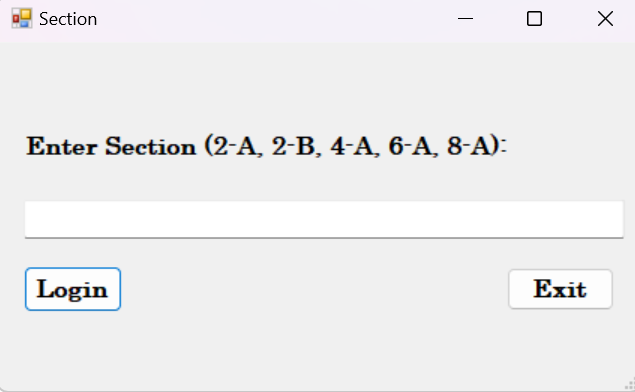 Section
Enter Section (2-A, 2-B, 4-A, 6-A, 8-A):
Login
Exit